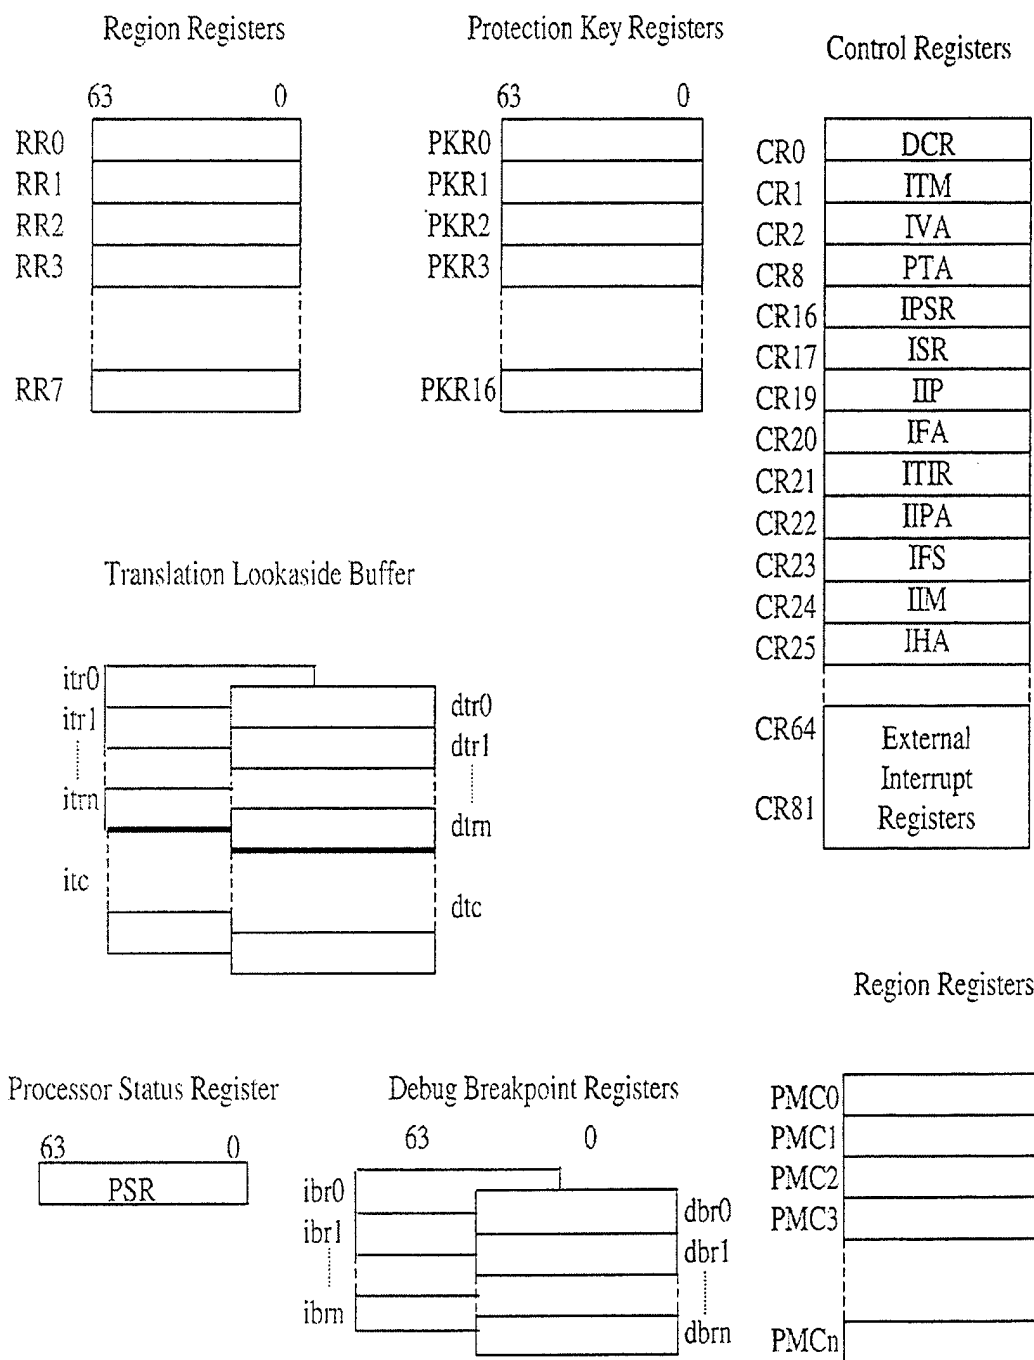 Region Registers
63 0
RR0
RR1
RR2
RR3
RR7
Protection Key Registers
63 0
PKR0
PKR1
PKR2
PKR3
PKR16
Control Registers
CR0 DCR
CR1 ITM
CR2 IVA
CR8 PTA
CR16 IPSR
CR17 ISR
CR19 IIP
CR20 IFA
CR21 ITIR
CR22 IIPA
CR23 IFS
CR24 IIM
CR25 IHA
CR64 External
Interrupt
CR81 Registers
Translation Lookaside Buffer
itr0
itr1
itrn
itc
dtr0
dtr1
dtrn
dtc
Processor Status Register
63 0
PSR
Debug Breakpoint Registers
63 0
ibr0
ibr1
ibrn
dbr0
dbr1
dbrn
Region Registers
PMC0
PMC1
PMC2
PMC3
PMCn